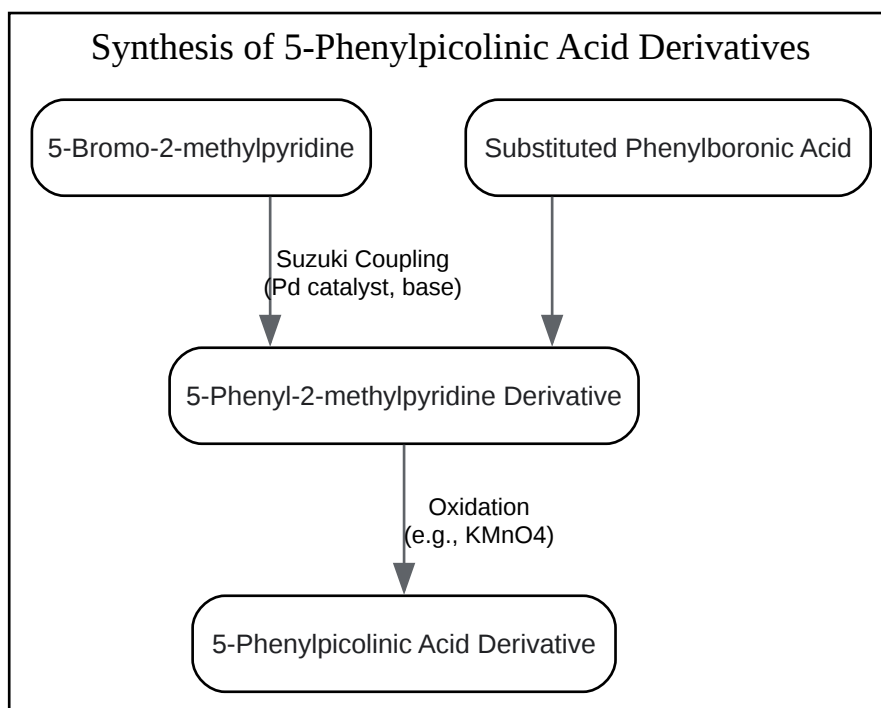 Synthesis of 5-Phenylpicolinic Acid Derivatives
5-Bromo-2-methylpyridine
Substituted Phenylboronic Acid
Suzuki Coupling
(Pd catalyst, base)
5-Phenyl-2-methylpyridine Derivative
Oxidation
(e.g., KMnO4)
5-Phenylpicolinic Acid Derivative